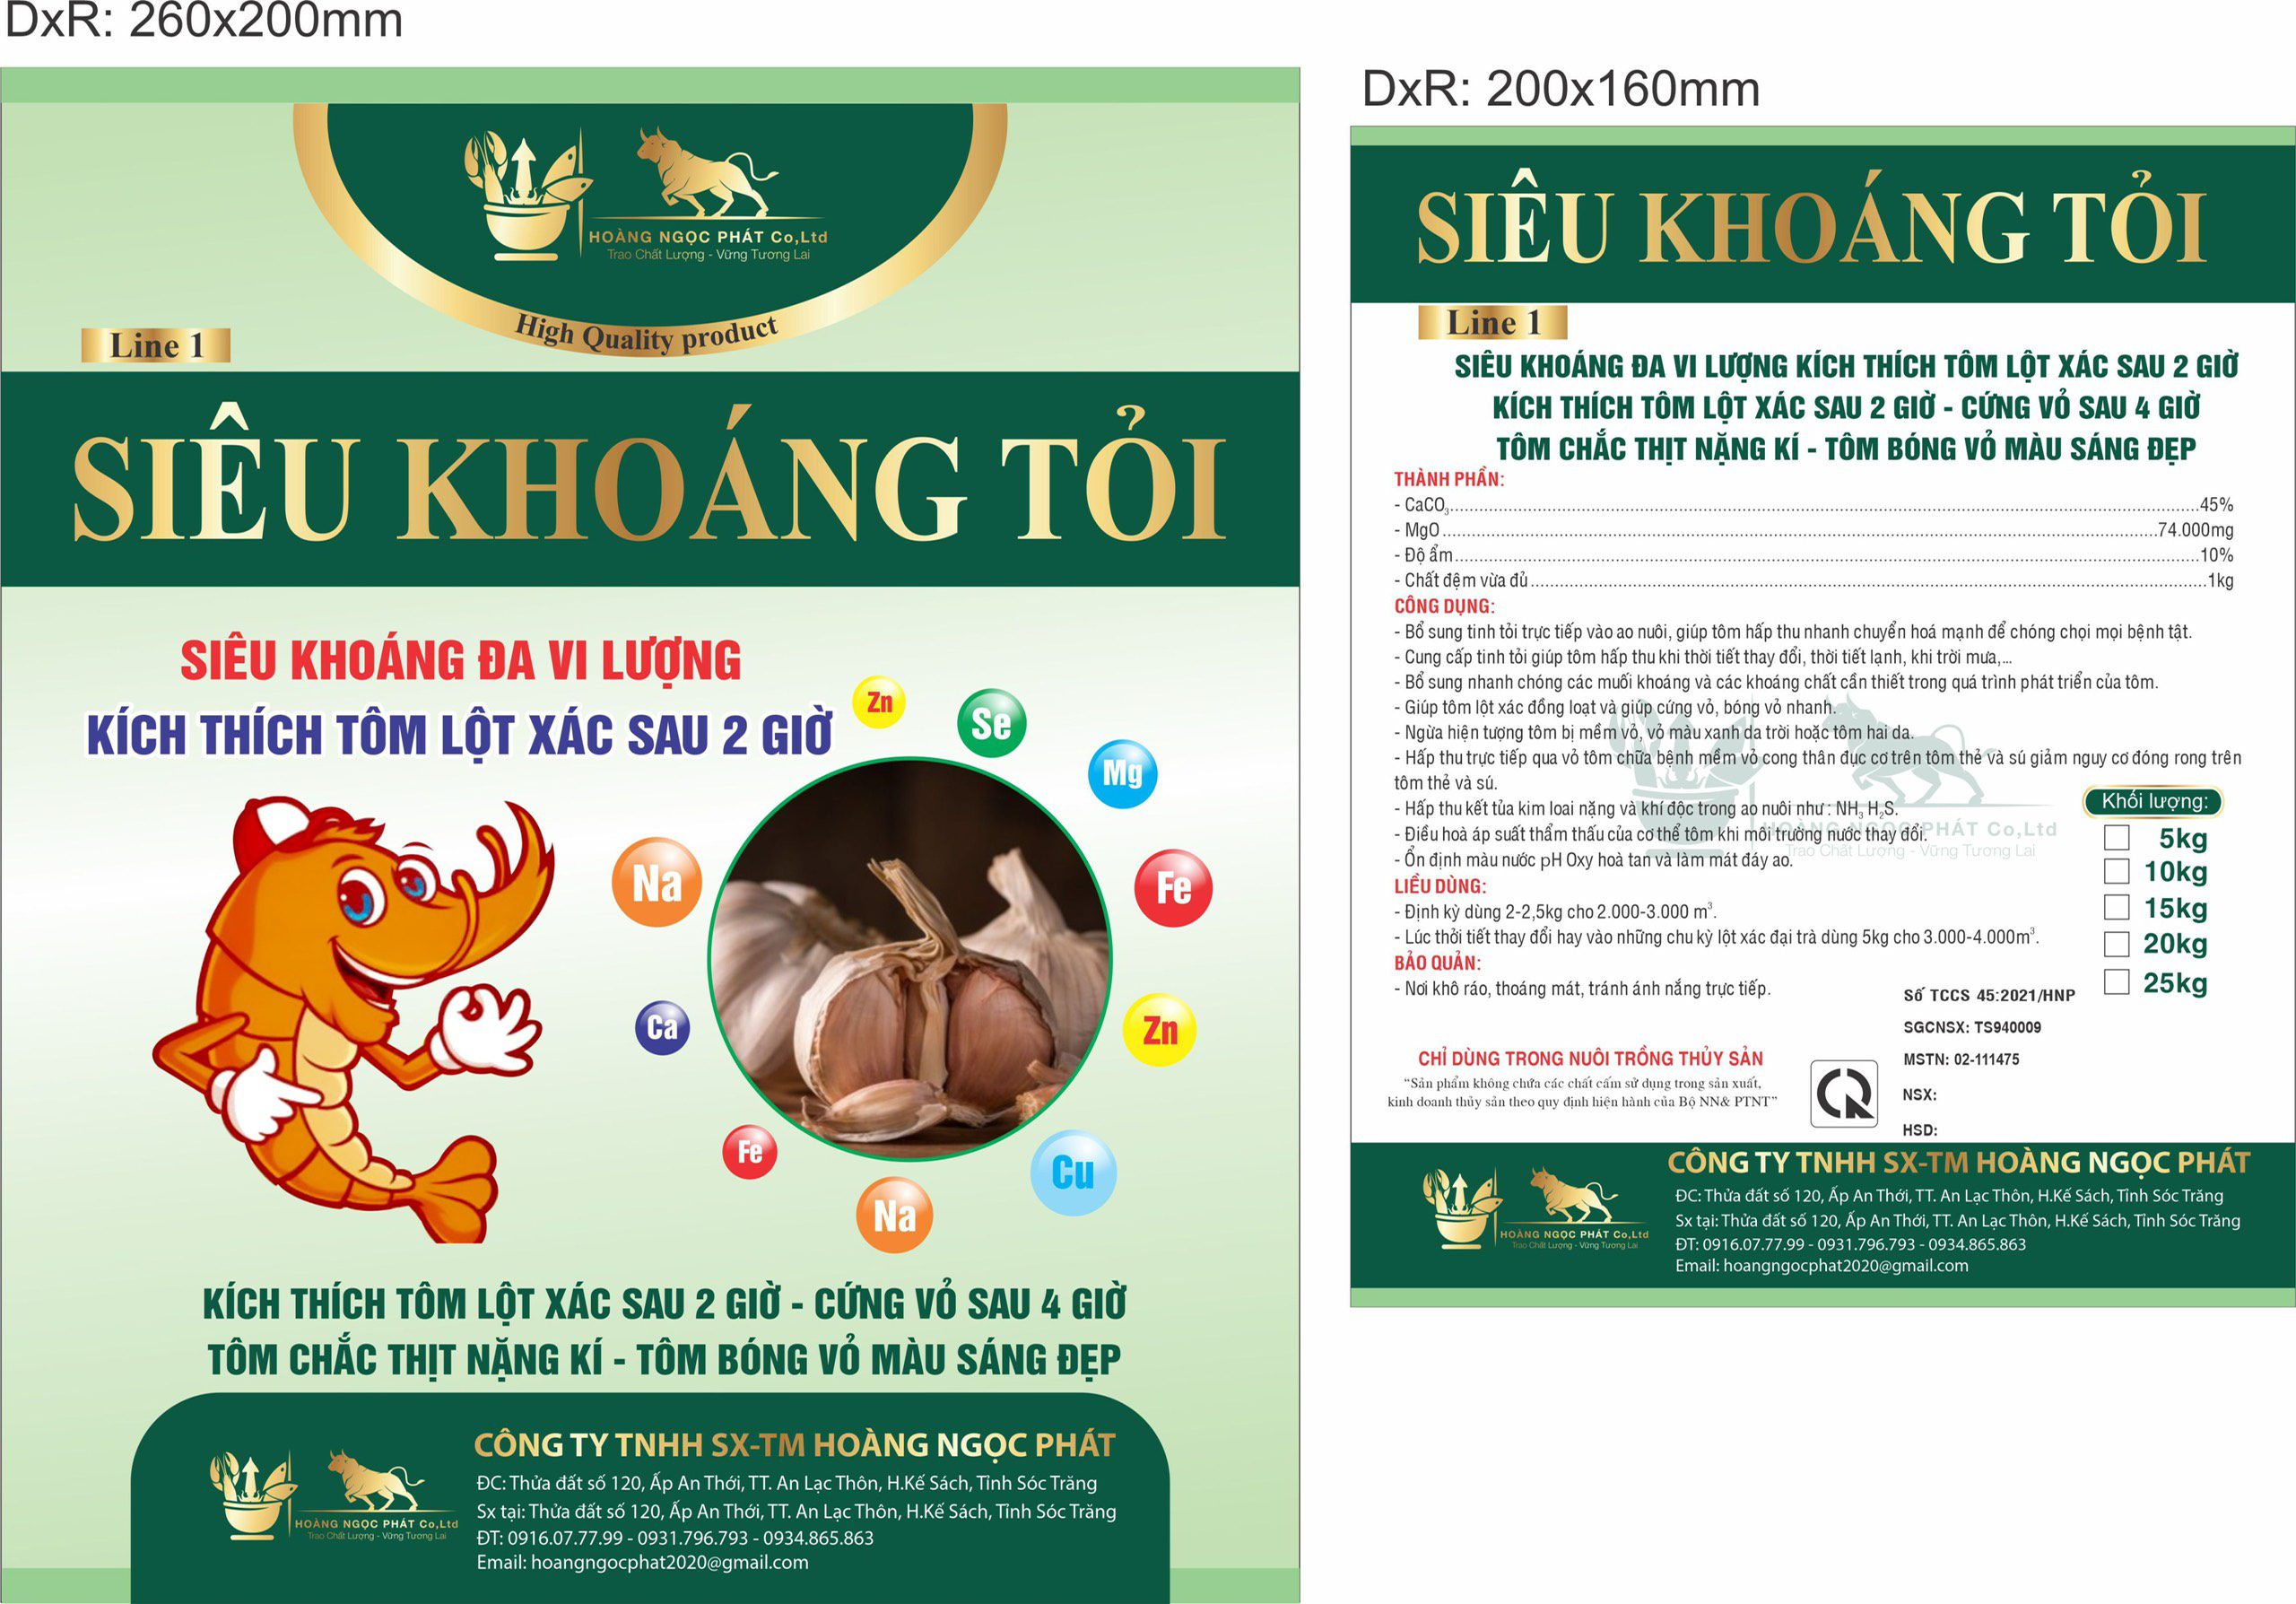 DxR: 260x200mm
HOÀNG NGỌC PHÁT Co,Ltd
Trao Chất Lượng - Vững Tương Lai
High Quality product
Line 1
SIÊU KHOÁNG TỎI
SIÊU KHOÁNG ĐA VI LƯỢNG
KÍCH THÍCH TÔM LỘT XÁC SAU 2 GIỜ
Zn
Se
Mg
Na
Fe
Ca
Zn
Fe
Cu
Na
KÍCH THÍCH TÔM LỘT XÁC SAU 2 GIỜ - CỨNG VỎ SAU 4 GIỜ
TÔM CHẮC THỊT NẶNG KÍ - TÔM BÓNG VỎ MÀU SÁNG ĐẸP
HOÀNG NGỌC PHÁT Co,Ltd
Trao Chất Lượng - Vững Tương Lai
CÔNG TY TNHH SX-TM HOÀNG NGỌC PHÁT
ĐC: Thửa đất số 120, Ấp An Thới, TT. An Lạc Thôn, H.Kế Sách, Tỉnh Sóc Trăng
Sx tại: Thửa đất số 120, Ấp An Thới, TT. An Lạc Thôn, H.Kế Sách, Tỉnh Sóc Trăng
ĐT: 0916.07.77.99 - 0931.796.793 - 0934.865.863
Email: hoangngocphat2020@gmail.com
DxR: 200x160mm
SIÊU KHOÁNG TỎI
Line 1
SIÊU KHOÁNG ĐA VI LƯỢNG KÍCH THÍCH TÔM LỘT XÁC SAU 2 GIỜ
KÍCH THÍCH TÔM LỘT XÁC SAU 2 GIỜ - CỨNG VỎ SAU 4 GIỜ
TÔM CHẮC THỊT NẶNG KÍ - TÔM BÓNG VỎ MÀU SÁNG ĐẸP
THÀNH PHẦN:
- CaCO₃...45%
- MgO...74.000mg
- Độ ẩm...10%
- Chất đệm vừa đủ...1kg
CÔNG DỤNG:
- Bổ sung tinh tỏi trực tiếp vào ao nuôi, giúp tôm hấp thu nhanh chuyển hoá mạnh để chóng chọi mọi bệnh tật.
- Cung cấp tinh tỏi giúp tôm hấp thu khi thời tiết thay đổi, thời tiết lạnh, khi trời mưa,...
- Bổ sung nhanh chóng các muối khoáng và các khoáng chất cần thiết trong quá trình phát triển của tôm.
- Giúp tôm lột xác đồng loạt và giúp cứng vỏ, bóng vỏ nhanh.
- Ngừa hiện tượng tôm bị mềm vỏ, vỏ màu xanh da trời hoặc tôm hai da.
- Hấp thu trực tiếp qua vỏ tôm chữa bệnh mềm vỏ cong thân đục cơ trên tôm thẻ và sú giảm nguy cơ đóng rong trên
tôm thẻ và sú.
- Hấp thu kết tủa kim loai nặng và khí độc trong ao nuôi như : NH₃ H₂S.
- Điều hoà áp suất thẩm thấu của cơ thể tôm khi môi trường nước thay đổi.
- Ổn định màu nước pH Oxy hoà tan và làm mát đáy ao.
HOÀNG NGỌC PHÁT Co,Ltd
Trao Chất Lượng - Vững Tương Lai
LIỀU DÙNG:
- Định kỳ dùng 2-2,5kg cho 2.000-3.000 m³.
- Lúc thởi tiết thay đổi hay vào những chu kỳ lột xác đại trà dùng 5kg cho 3.000-4.000m³.
BẢO QUẢN:
- Nơi khô ráo, thoáng mát, tránh ánh nắng trực tiếp.
Khối lượng:
5kg
10kg
15kg
20kg
25kg
Số TCCS 45:2021/HNP
SGCNSX: TS940009
MSTN: 02-111475
NSX:
HSD:
CHỈ DÙNG TRONG NUÔI TRỒNG THỦY SẢN
“Sản phẩm không chứa các chất cấm sử dụng trong sản xuất,
kinh doanh thủy sản theo quy định hiện hành của Bộ NN& PTNT”
HOÀNG NGỌC PHÁT Co,Ltd
Trao Chất Lượng - Vững Tương Lai
CÔNG TY TNHH SX-TM HOÀNG NGỌC PHÁT
ĐC: Thửa đất số 120, Ấp An Thới, TT. An Lạc Thôn, H.Kế Sách, Tỉnh Sóc Trăng
Sx tại: Thửa đất số 120, Ấp An Thới, TT. An Lạc Thôn, H.Kế Sách, Tỉnh Sóc Trăng
ĐT: 0916.07.77.99 - 0931.796.793 - 0934.865.863
Email: hoangngocphat2020@gmail.com